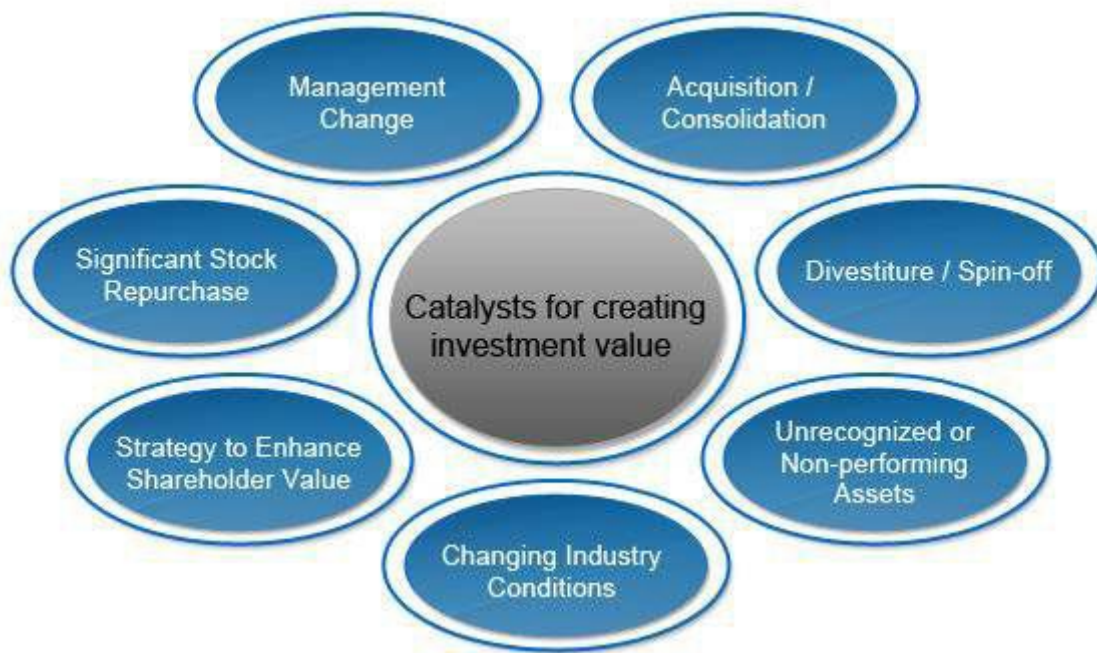 Management
Change
Acquisition /
Consolidation
Significant Stock
Repurchase
Divestiture / Spin-off
Catalysts for creating
investment value
Strategy to Enhance
Shareholder Value
Unrecognized or
Non-performing
Assets
Changing Industry
Conditions